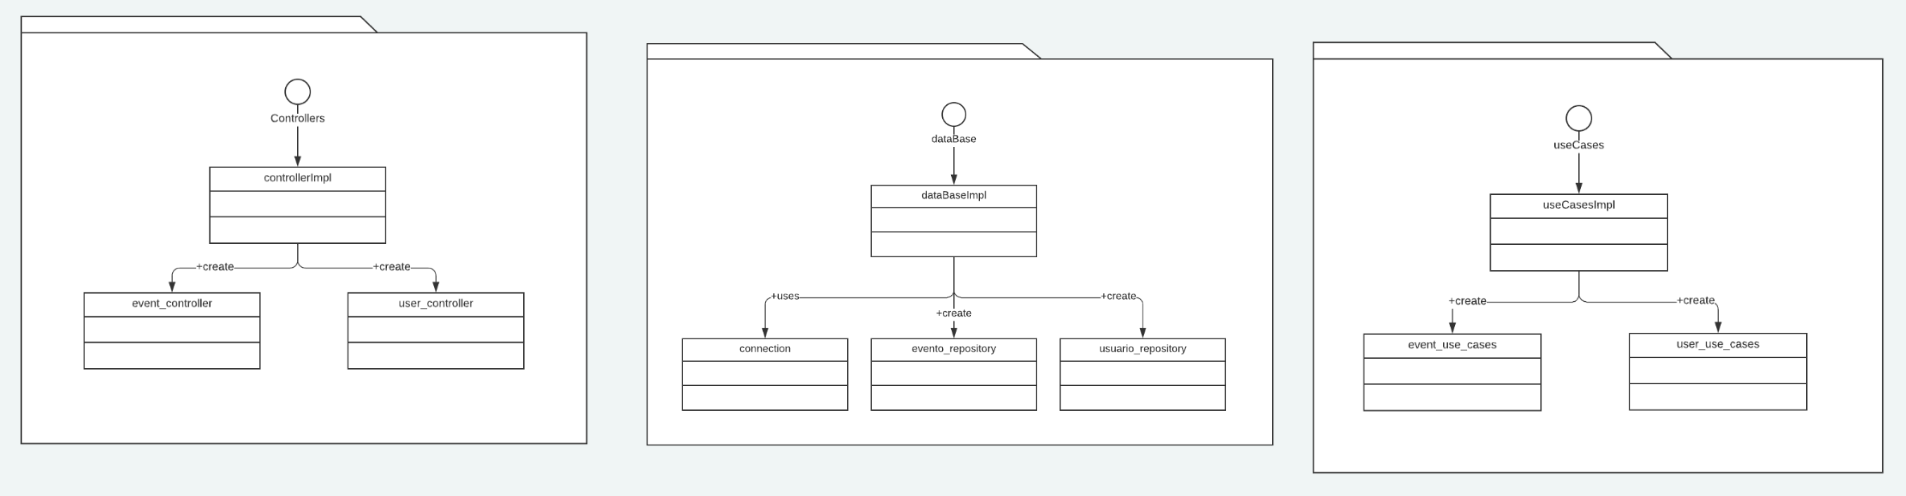 Controllers
controllerImpl
+create
+create
event_controller
user_controller
dataBase
dataBaseImpl
+uses
+create
+create
connection
evento_repository
usuario_repository
useCases
useCasesImpl
+create
+create
event_use_cases
user_use_cases